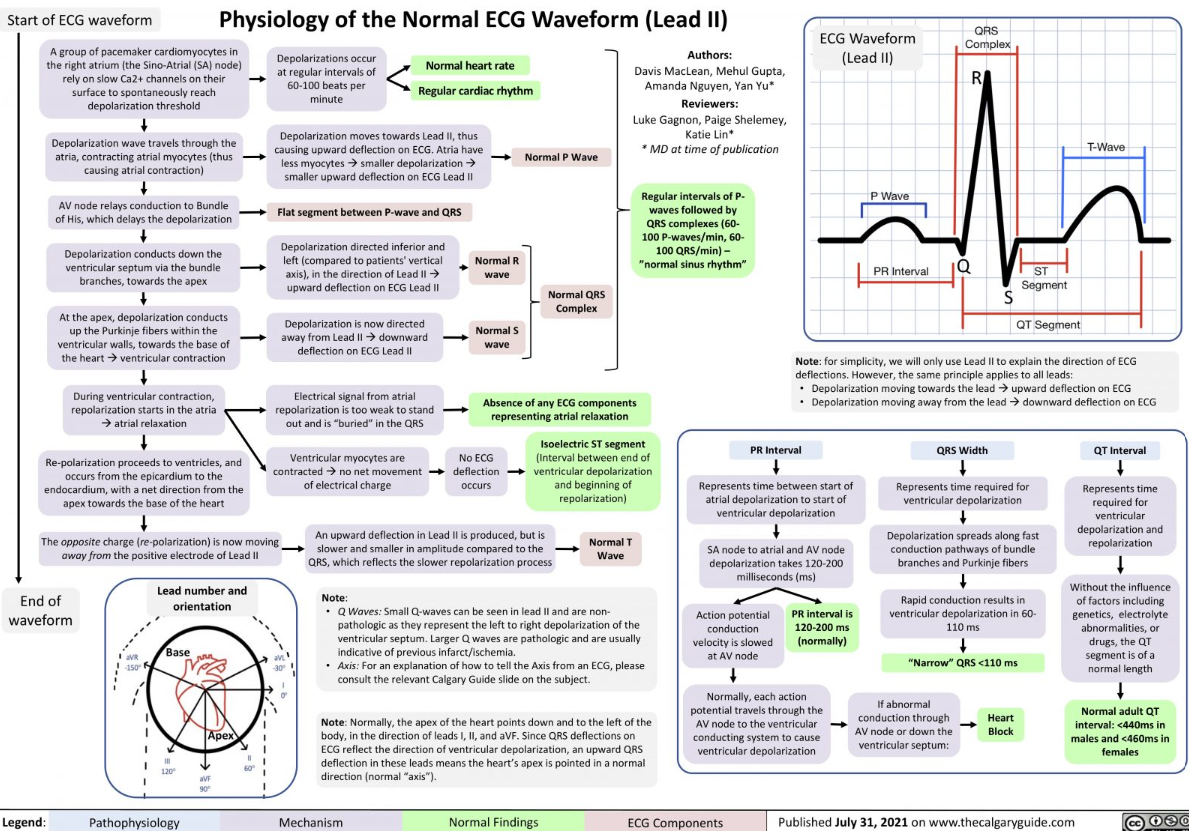 Start of ECG waveform
Physiology of the Normal ECG Waveform (Lead II)
A group of pacemaker cardiomyocytes in
the right atrium (the Sino-Atrial (SA) node)
rely on slow Ca2+ channels on their
surface to spontaneously reach
depolarization threshold
Depolarizations occur
at regular intervals of
60-100 beats per
minute
Normal heart rate
Regular cardiac rhythm
Depolarization wave travels through the
atria, contracting atrial myocytes (thus
causing atrial contraction)
Depolarization moves towards Lead II, thus
causing upward deflection on ECG. Atria have
less myocytes → smaller depolarization →
smaller upward deflection on ECG Lead II
Normal P Wave
AV node relays conduction to Bundle
of His, which delays the depolarization
Flat segment between P-wave and QRS
Depolarization conducts down the
ventricular septum via the bundle
branches, towards the apex
Depolarization directed inferior and
left (compared to patients' vertical
axis), in the direction of Lead II →
upward deflection on ECG Lead II
Normal R
wave
At the apex, depolarization conducts
up the Purkinje fibers within the
ventricular walls, towards the base of
the heart → ventricular contraction
Depolarization is now directed
away from Lead II → downward
deflection on ECG Lead II
Normal S
wave
Normal QRS
Complex
During ventricular contraction,
repolarization starts in the atria
→ atrial relaxation
Electrical signal from atrial
repolarization is too weak to stand
out and is “buried” in the QRS
Absence of any ECG components
representing atrial relaxation
Ventricular myocytes are
contracted → no net movement
of electrical charge
No ECG
deflection
occurs
Isoelectric ST segment
(Interval between end of
ventricular depolarization
and beginning of
repolarization)
Re-polarization proceeds to ventricles, and
occurs from the epicardium to the
endocardium, with a net direction from the
apex towards the base of the heart
The opposite charge (re-polarization) is now moving
away from the positive electrode of Lead II
An upward deflection in Lead II is produced, but is
slower and smaller in amplitude compared to the
QRS, which reflects the slower repolarization process
Normal T
Wave
End of
waveform
Authors:
Davis MacLean, Mehul Gupta,
Amanda Nguyen, Yan Yu*
Reviewers:
Luke Gagnon, Paige Shelemey,
Katie Lin*
* MD at time of publication
Regular intervals of P-
waves followed by
QRS complexes (60-
100 P-waves/min, 60-
100 QRS/min) –
“normal sinus rhythm”
ECG Waveform
(Lead II)
QRS
Complex
R
T-Wave
P Wave
PR Interval
Q
S
ST
Segment
QT Segment
Note: for simplicity, we will only use Lead II to explain the direction of ECG
deflections. However, the same principle applies to all leads:
• Depolarization moving towards the lead → upward deflection on ECG
• Depolarization moving away from the lead → downward deflection on ECG
PR Interval
Represents time between start of
atrial depolarization to start of
ventricular depolarization
SA node to atrial and AV node
depolarization takes 120-200
milliseconds (ms)
Action potential
conduction
velocity is slowed
at AV node
PR interval is
120-200 ms
(normally)
Normally, each action
potential travels through the
AV node to the ventricular
conducting system to cause
ventricular depolarization
If abnormal
conduction through
AV node or down the
ventricular septum:
Heart
Block
QRS Width
Represents time required for
ventricular depolarization
Depolarization spreads along fast
conduction pathways of bundle
branches and Purkinje fibers
Rapid conduction results in
ventricular depolarization in 60-
110 ms
“Narrow” QRS <110 ms
QT Interval
Represents time
required for
ventricular
depolarization and
repolarization
Without the influence
of factors including
genetics, electrolyte
abnormalities, or
drugs, the QT
segment is of a
normal length
Normal adult QT
interval: <440ms in
males and <460ms in
females
Lead number and
orientation
Base
Apex
aVR
-150°
aVL
-30°
I
0°
III
120°
aVF
90°
II
60°
Note:
• Q Waves: Small Q-waves can be seen in lead II and are non-
pathologic as they represent the left to right depolarization of the
ventricular septum. Larger Q waves are pathologic and are usually
indicative of previous infarct/ischemia.
• Axis: For an explanation of how to tell the Axis from an ECG, please
consult the relevant Calgary Guide slide on the subject.
Note: Normally, the apex of the heart points down and to the left of the
body, in the direction of leads I, II, and aVF. Since QRS deflections on
ECG reflect the direction of ventricular depolarization, an upward QRS
deflection in these leads means the heart’s apex is pointed in a normal
direction (normal “axis”).
Legend:
Pathophysiology
Mechanism
Normal Findings
ECG Components
Published July 31, 2021 on www.thecalgaryguide.com